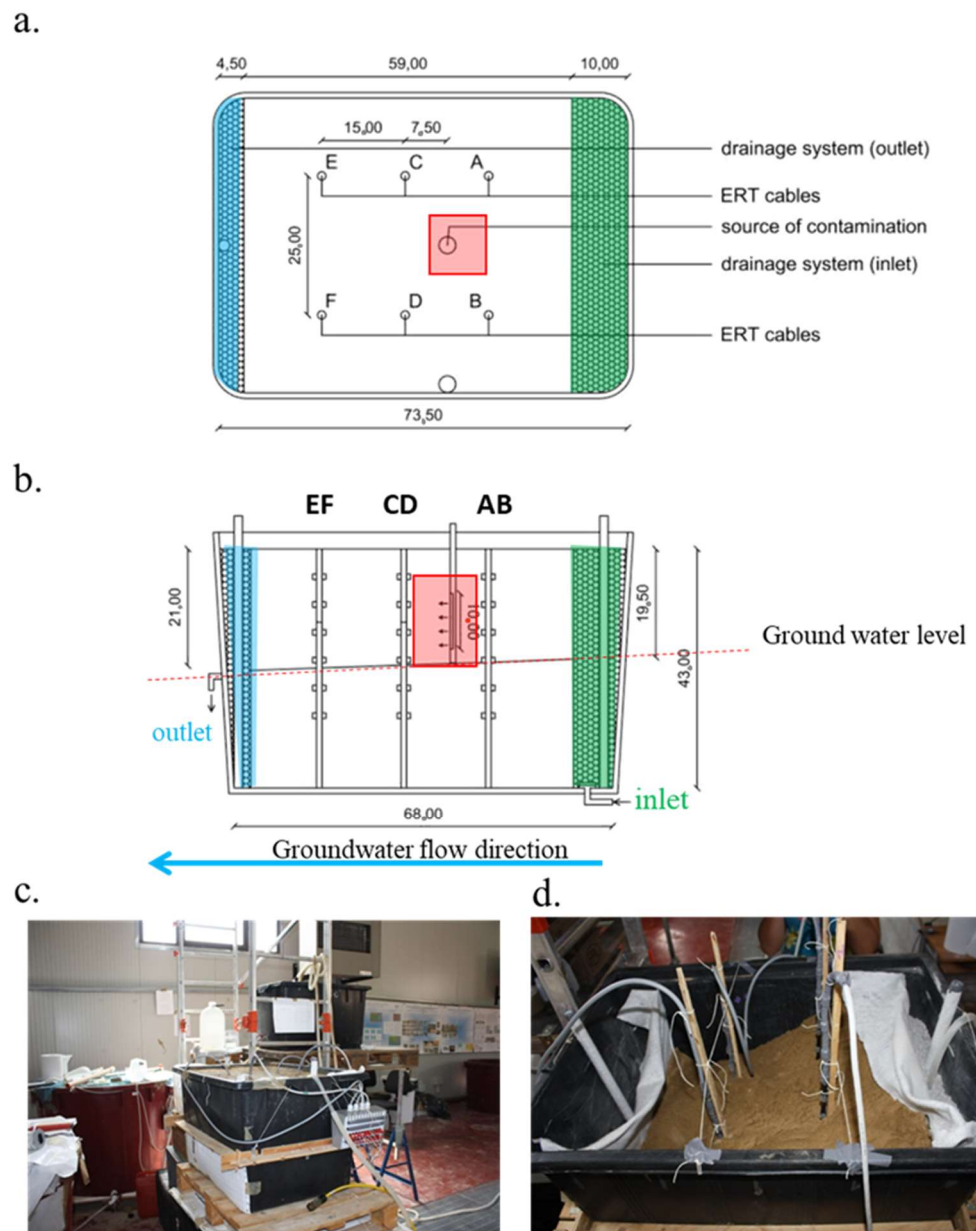 a.
4,50 59,00 10,00
15,00 7,50
E C A
drainage system (outlet)
ERT cables
source of contamination
25,00
drainage system (inlet)
F D B
ERT cables
73,50
b.
EF CD AB
21,00
10,00
19,50
Ground water level
43,00
outlet
inlet
68,00
Groundwater flow direction
c.
d.